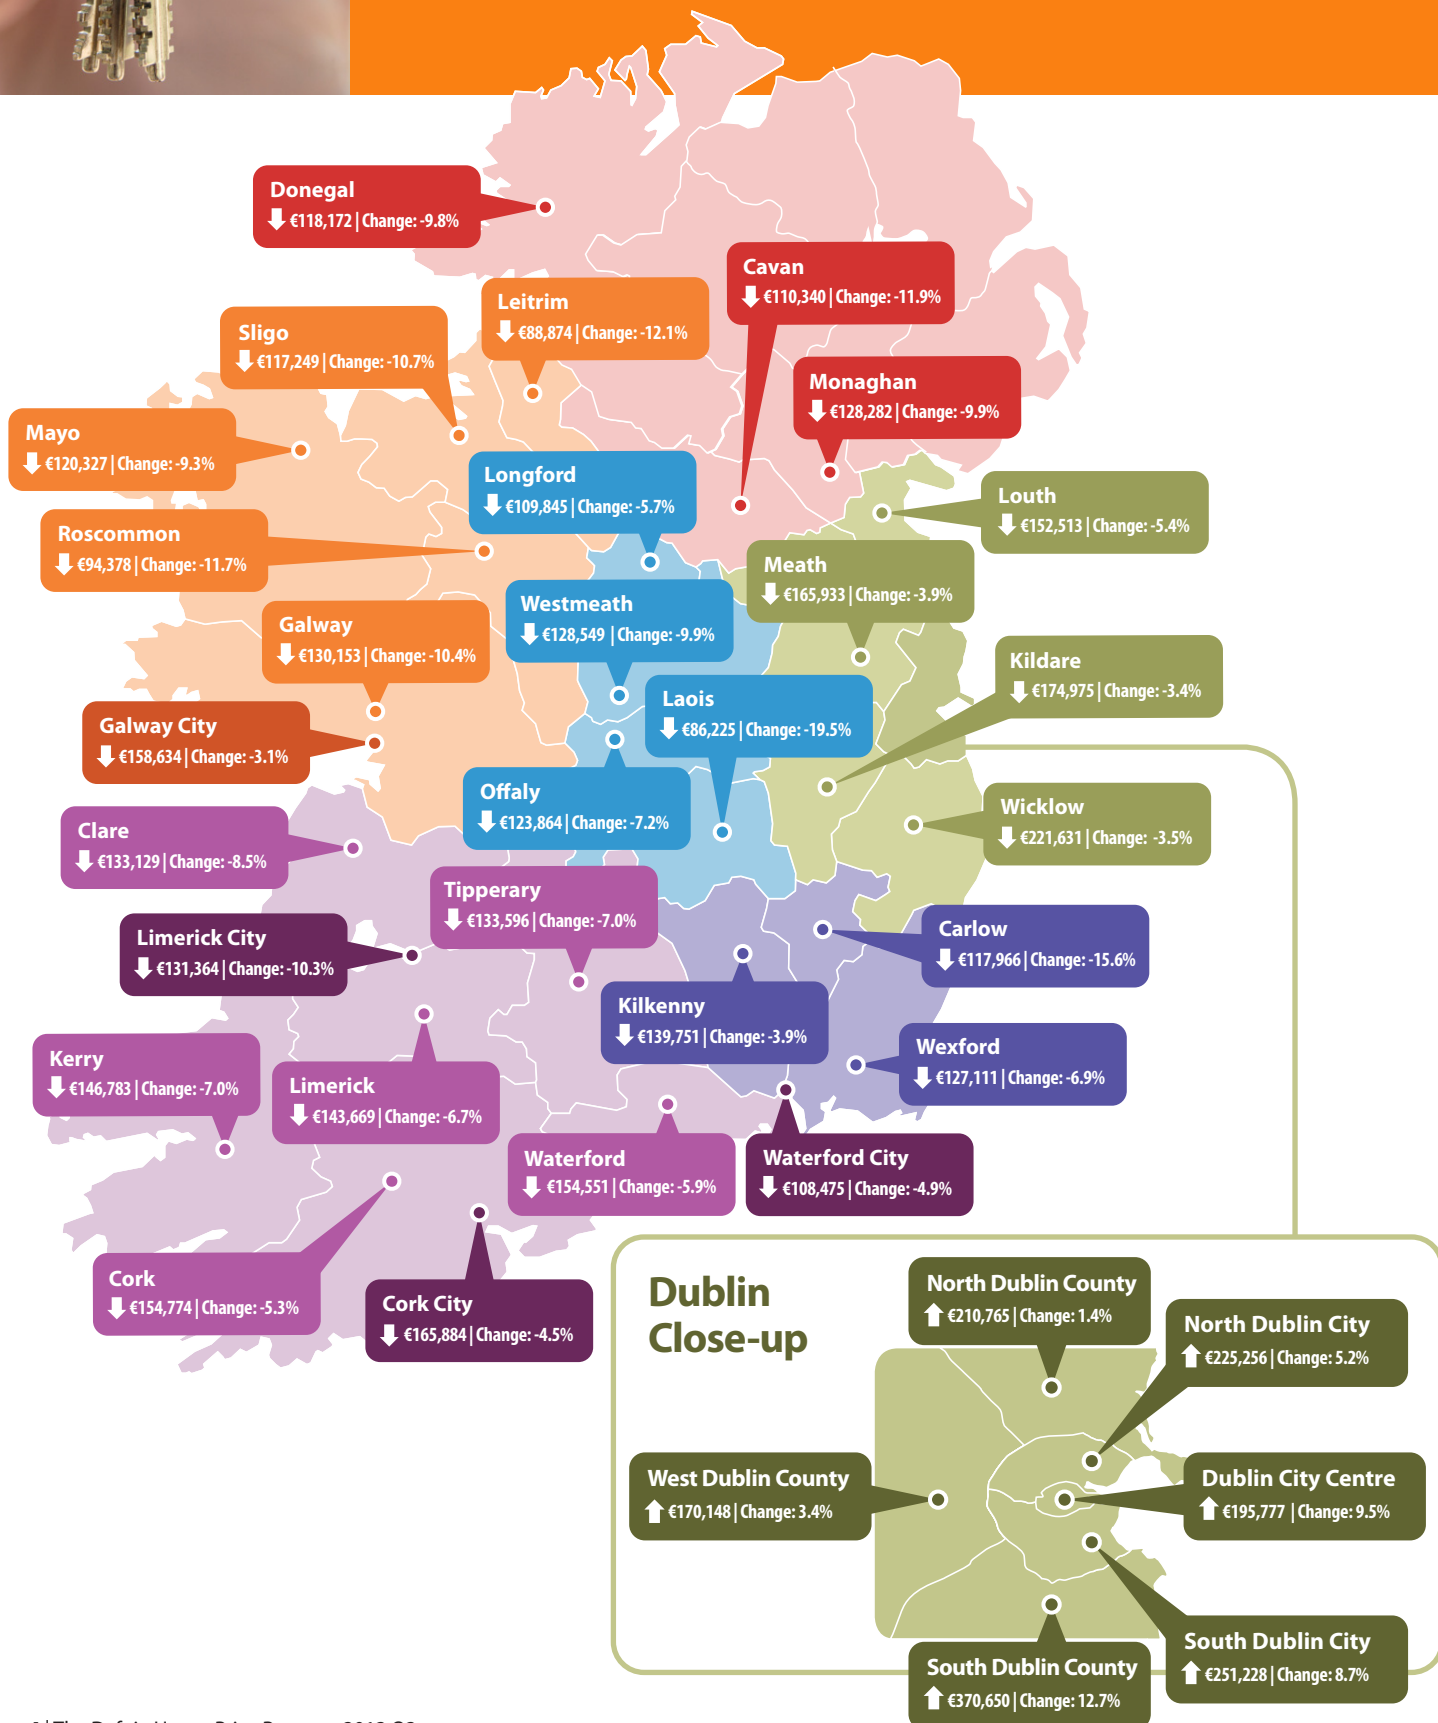 Donegal
€118,172 | Change: -9.8%
Cavan
€110,340 | Change: -11.9%
Leitrim
€88,874 | Change: -12.1%
Sligo
€117,249 | Change: -10.7%
Monaghan
€128,282 | Change: -9.9%
Mayo
€120,327 | Change: -9.3%
Longford
€109,845 | Change: -5.7%
Louth
€152,513 | Change: -5.4%
Roscommon
€94,378 | Change: -11.7%
Meath
€165,933 | Change: -3.9%
Westmeath
€128,549 | Change: -9.9%
Galway
€130,153 | Change: -10.4%
Kildare
€174,975 | Change: -3.4%
Laois
€86,225 | Change: -19.5%
Galway City
€158,634 | Change: -3.1%
Offaly
€123,864 | Change: -7.2%
Wicklow
€221,631 | Change: -3.5%
Clare
€133,129 | Change: -8.5%
Tipperary
€133,596 | Change: -7.0%
Limerick City
€131,364 | Change: -10.3%
Carlow
€117,966 | Change: -15.6%
Kilkenny
€139,751 | Change: -3.9%
Wexford
€127,111 | Change: -6.9%
Kerry
€146,783 | Change: -7.0%
Limerick
€143,669 | Change: -6.7%
Waterford
€154,551 | Change: -5.9%
Waterford City
€108,475 | Change: -4.9%
Cork
€154,774 | Change: -5.3%
Cork City
€165,884 | Change: -4.5%
Dublin
Close-up
North Dublin County
€210,765 | Change: 1.4%
North Dublin City
€225,256 | Change: 5.2%
West Dublin County
€170,148 | Change: 3.4%
Dublin City Centre
€195,777 | Change: 9.5%
South Dublin City
€251,228 | Change: 8.7%
South Dublin County
€370,650 | Change: 12.7%